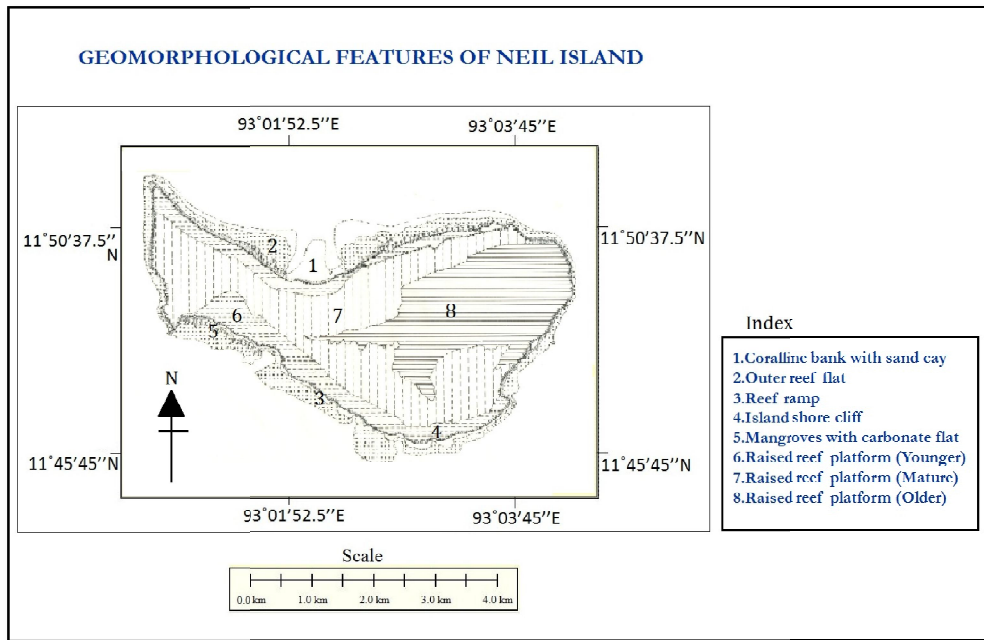 GEOMORPHOLOGICAL FEATURES OF NEIL ISLAND
93°01'52.5''E
93°03'45''E
11°50'37.5''
N
11°50'37.5''N
2
1
6
7
8
5
3
4
N
11°45'45''N
11°45'45''N
93°01'52.5''E
93°03'45''E
Index
1.Coralline bank with sand cay
2.Outer reef flat
3.Reef ramp
4.Island shore cliff
5.Mangroves with carbonate flat
6.Raised reef platform (Younger)
7.Raised reef platform (Mature)
8.Raised reef platform (Older)
Scale
0.0 km 1.0 km 2.0 km 3.0 km 4.0 km